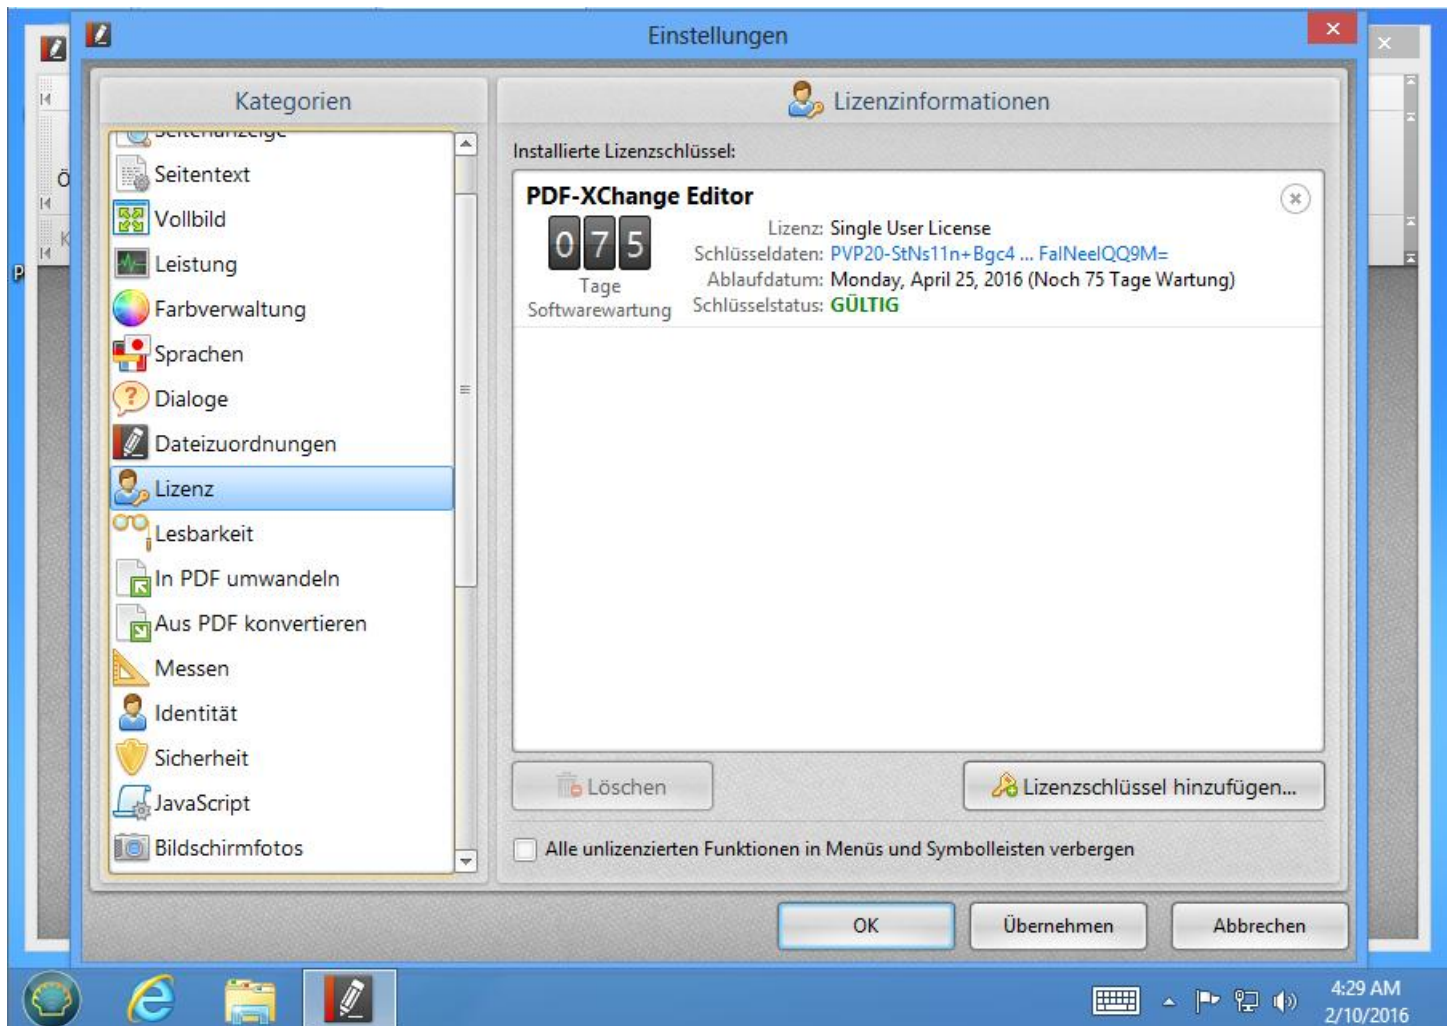 Einstellungen
Kategorien
Seitenanzeige
Seitentext
Vollbild
Leistung
Farbverwaltung
Sprachen
Dialoge
Dateizuordnungen
Lizenz
Lesbarkeit
In PDF umwandeln
Aus PDF konvertieren
Messen
Identität
Sicherheit
JavaScript
Bildschirmfotos
Lizenzinformationen
Installierte Lizenzschlüssel:
PDF-XChange Editor
075
Tage
Softwarewartung
Lizenz: Single User License
Schlüsseldaten: PVP20-StNs11n+Bgc4 ... FaINeelQQ9M=
Ablaufdatum: Monday, April 25, 2016 (Noch 75 Tage Wartung)
Schlüsselstatus: GÜLTIG
Löschen
Lizenzschlüssel hinzufügen...
Alle unlizenzierten Funktionen in Menüs und Symbolleisten verbergen
OK
Übernehmen
Abbrechen
4:29 AM
2/10/2016